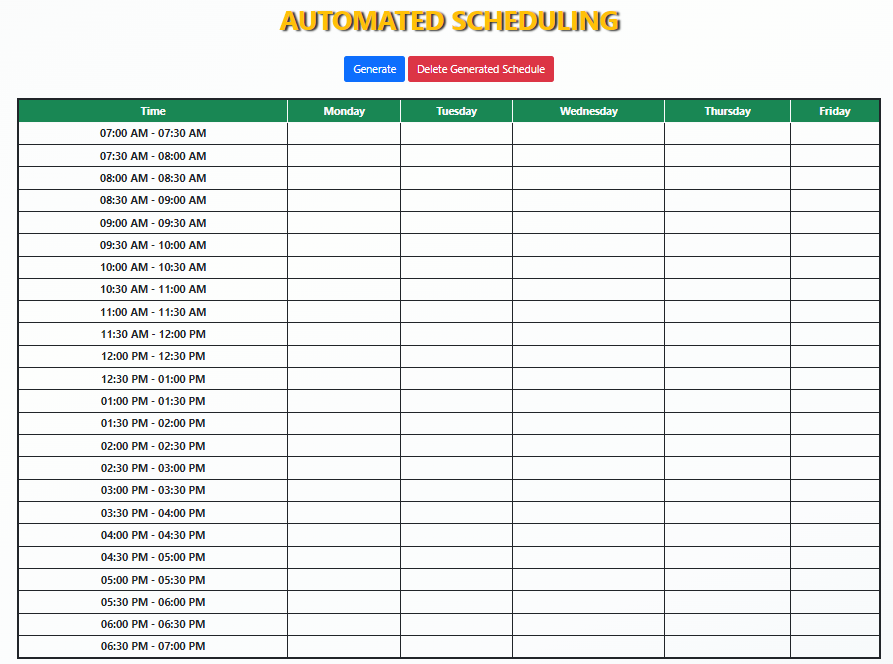 AUTOMATED SCHEDULING
Generate Delete Generated Schedule
Time Monday Tuesday Wednesday Thursday Friday
07:00 AM - 07:30 AM
07:30 AM - 08:00 AM
08:00 AM - 08:30 AM
08:30 AM - 09:00 AM
09:00 AM - 09:30 AM
09:30 AM - 10:00 AM
10:00 AM - 10:30 AM
10:30 AM - 11:00 AM
11:00 AM - 11:30 AM
11:30 AM - 12:00 PM
12:00 PM - 12:30 PM
12:30 PM - 01:00 PM
01:00 PM - 01:30 PM
01:30 PM - 02:00 PM
02:00 PM - 02:30 PM
02:30 PM - 03:00 PM
03:00 PM - 03:30 PM
03:30 PM - 04:00 PM
04:00 PM - 04:30 PM
04:30 PM - 05:00 PM
05:00 PM - 05:30 PM
05:30 PM - 06:00 PM
06:00 PM - 06:30 PM
06:30 PM - 07:00 PM